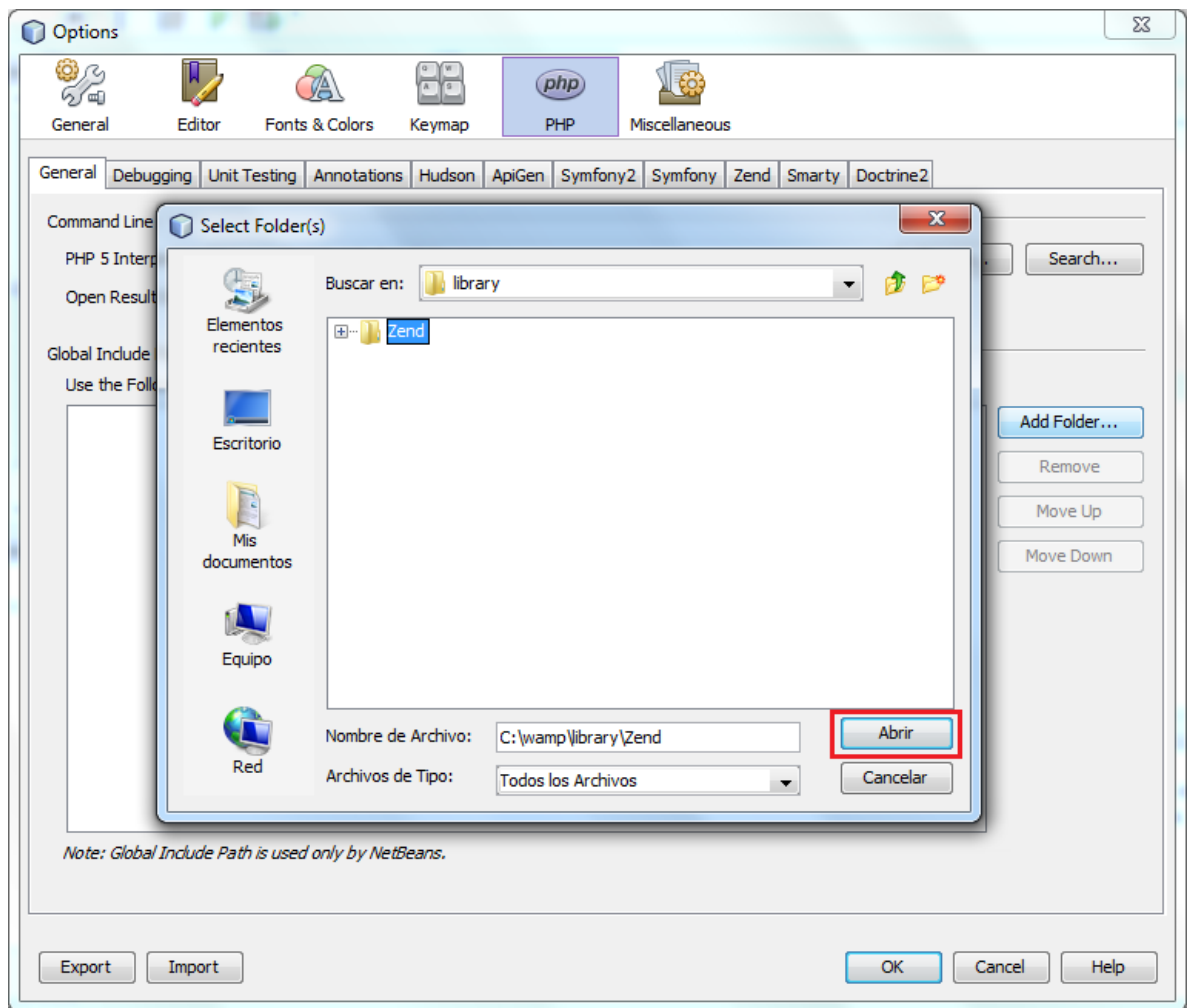 Options
php
General Editor Fonts & Colors Keymap PHP Miscellaneous
General Debugging Unit Testing Annotations Hudson ApiGen Symfony2 Symfony Zend Smarty Doctrine2
Command Line
PHP 5 Interp
Search...
Open Result
Global Include
Use the Follo
Select Folder(s)
Buscar en: library
Elementos
recientes
Zend
Escritorio
Mis
documentos
Equipo
Red
Nombre de Archivo: C:\wamp\library\Zend Abrir
Archivos de Tipo: Todos los Archivos Cancelar
Add Folder...
Remove
Move Up
Move Down
Note: Global Include Path is used only by NetBeans.
Export Import OK Cancel Help